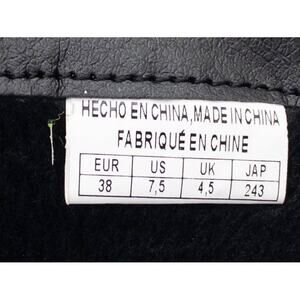 HECHO EN CHINA, MADE IN CHINA
FABRIQUÉ EN CHINE
EUR US UK JAP
38 7,5 4,5 243